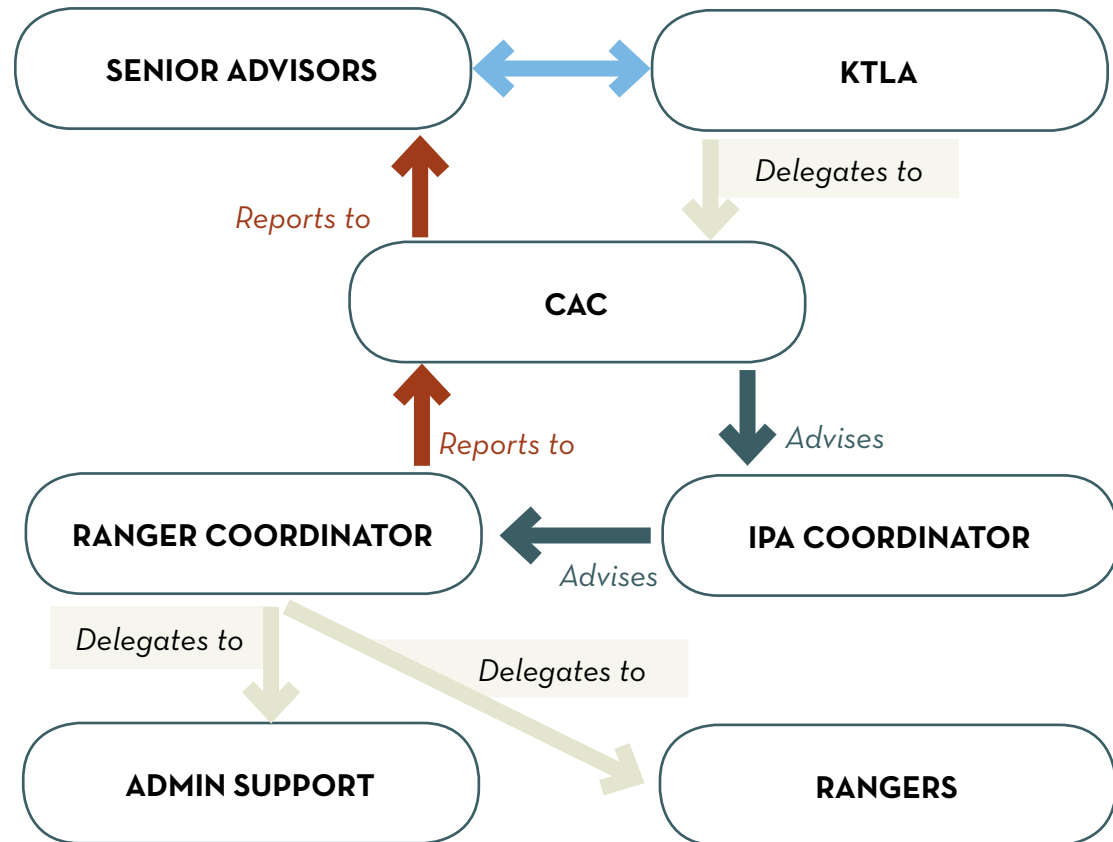 SENIOR ADVISORS
KTLA
Delegates to
Reports to
CAC
Reports to
Advises
RANGER COORDINATOR
IPA COORDINATOR
Advises
Delegates to
Delegates to
ADMIN SUPPORT
RANGERS